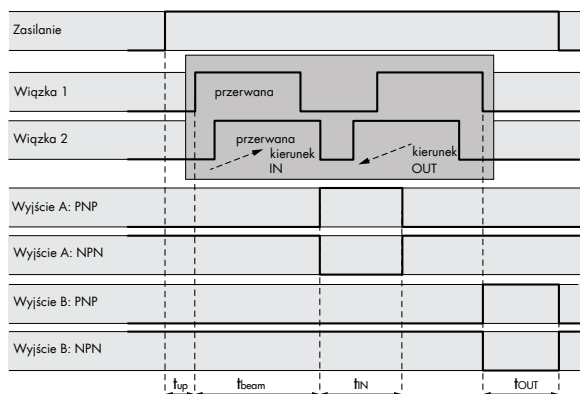 Zasilanie
Wiązka 1
przerwana
Wiązka 2
przerwana
kierunek
IN
kierunek
OUT
Wyjście A: PNP
Wyjście A: NPN
Wyjście B: PNP
Wyjście B: NPN
tup
tbeam
tIN
tOUT